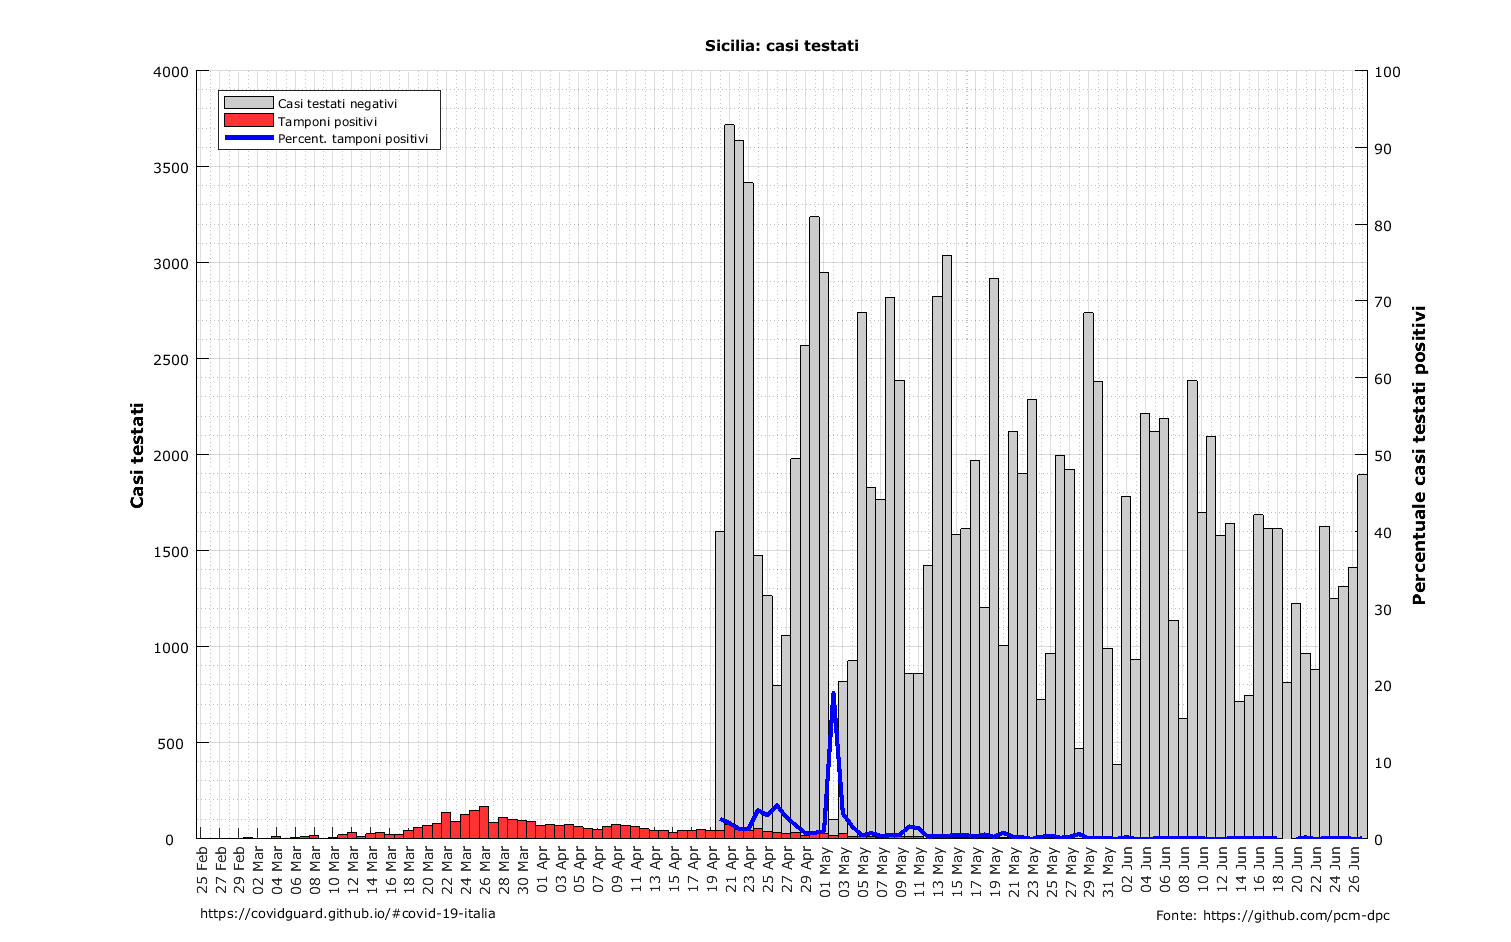 Sicilia: casi testati
Casi testati negativi
Tamponi positivi
Percent. tamponi positivi
Casi testati
4000
3500
3000
2500
2000
1500
1000
500
0
100
90
80
70
60
50
40
30
20
10
0
Percentuale casi testati positivi
25 Feb
27 Feb
29 Feb
02 Mar
04 Mar
06 Mar
08 Mar
10 Mar
12 Mar
14 Mar
16 Mar
18 Mar
20 Mar
22 Mar
24 Mar
26 Mar
28 Mar
30 Mar
01 Apr
03 Apr
05 Apr
07 Apr
09 Apr
11 Apr
13 Apr
15 Apr
17 Apr
19 Apr
21 Apr
23 Apr
25 Apr
27 Apr
29 Apr
01 May
03 May
05 May
07 May
09 May
11 May
13 May
15 May
17 May
19 May
21 May
23 May
25 May
27 May
29 May
31 May
02 Jun
04 Jun
06 Jun
08 Jun
10 Jun
12 Jun
14 Jun
16 Jun
18 Jun
20 Jun
22 Jun
24 Jun
26 Jun
https://covidguard.github.io/#covid-19-italia
Fonte: https://github.com/pcm-dpc